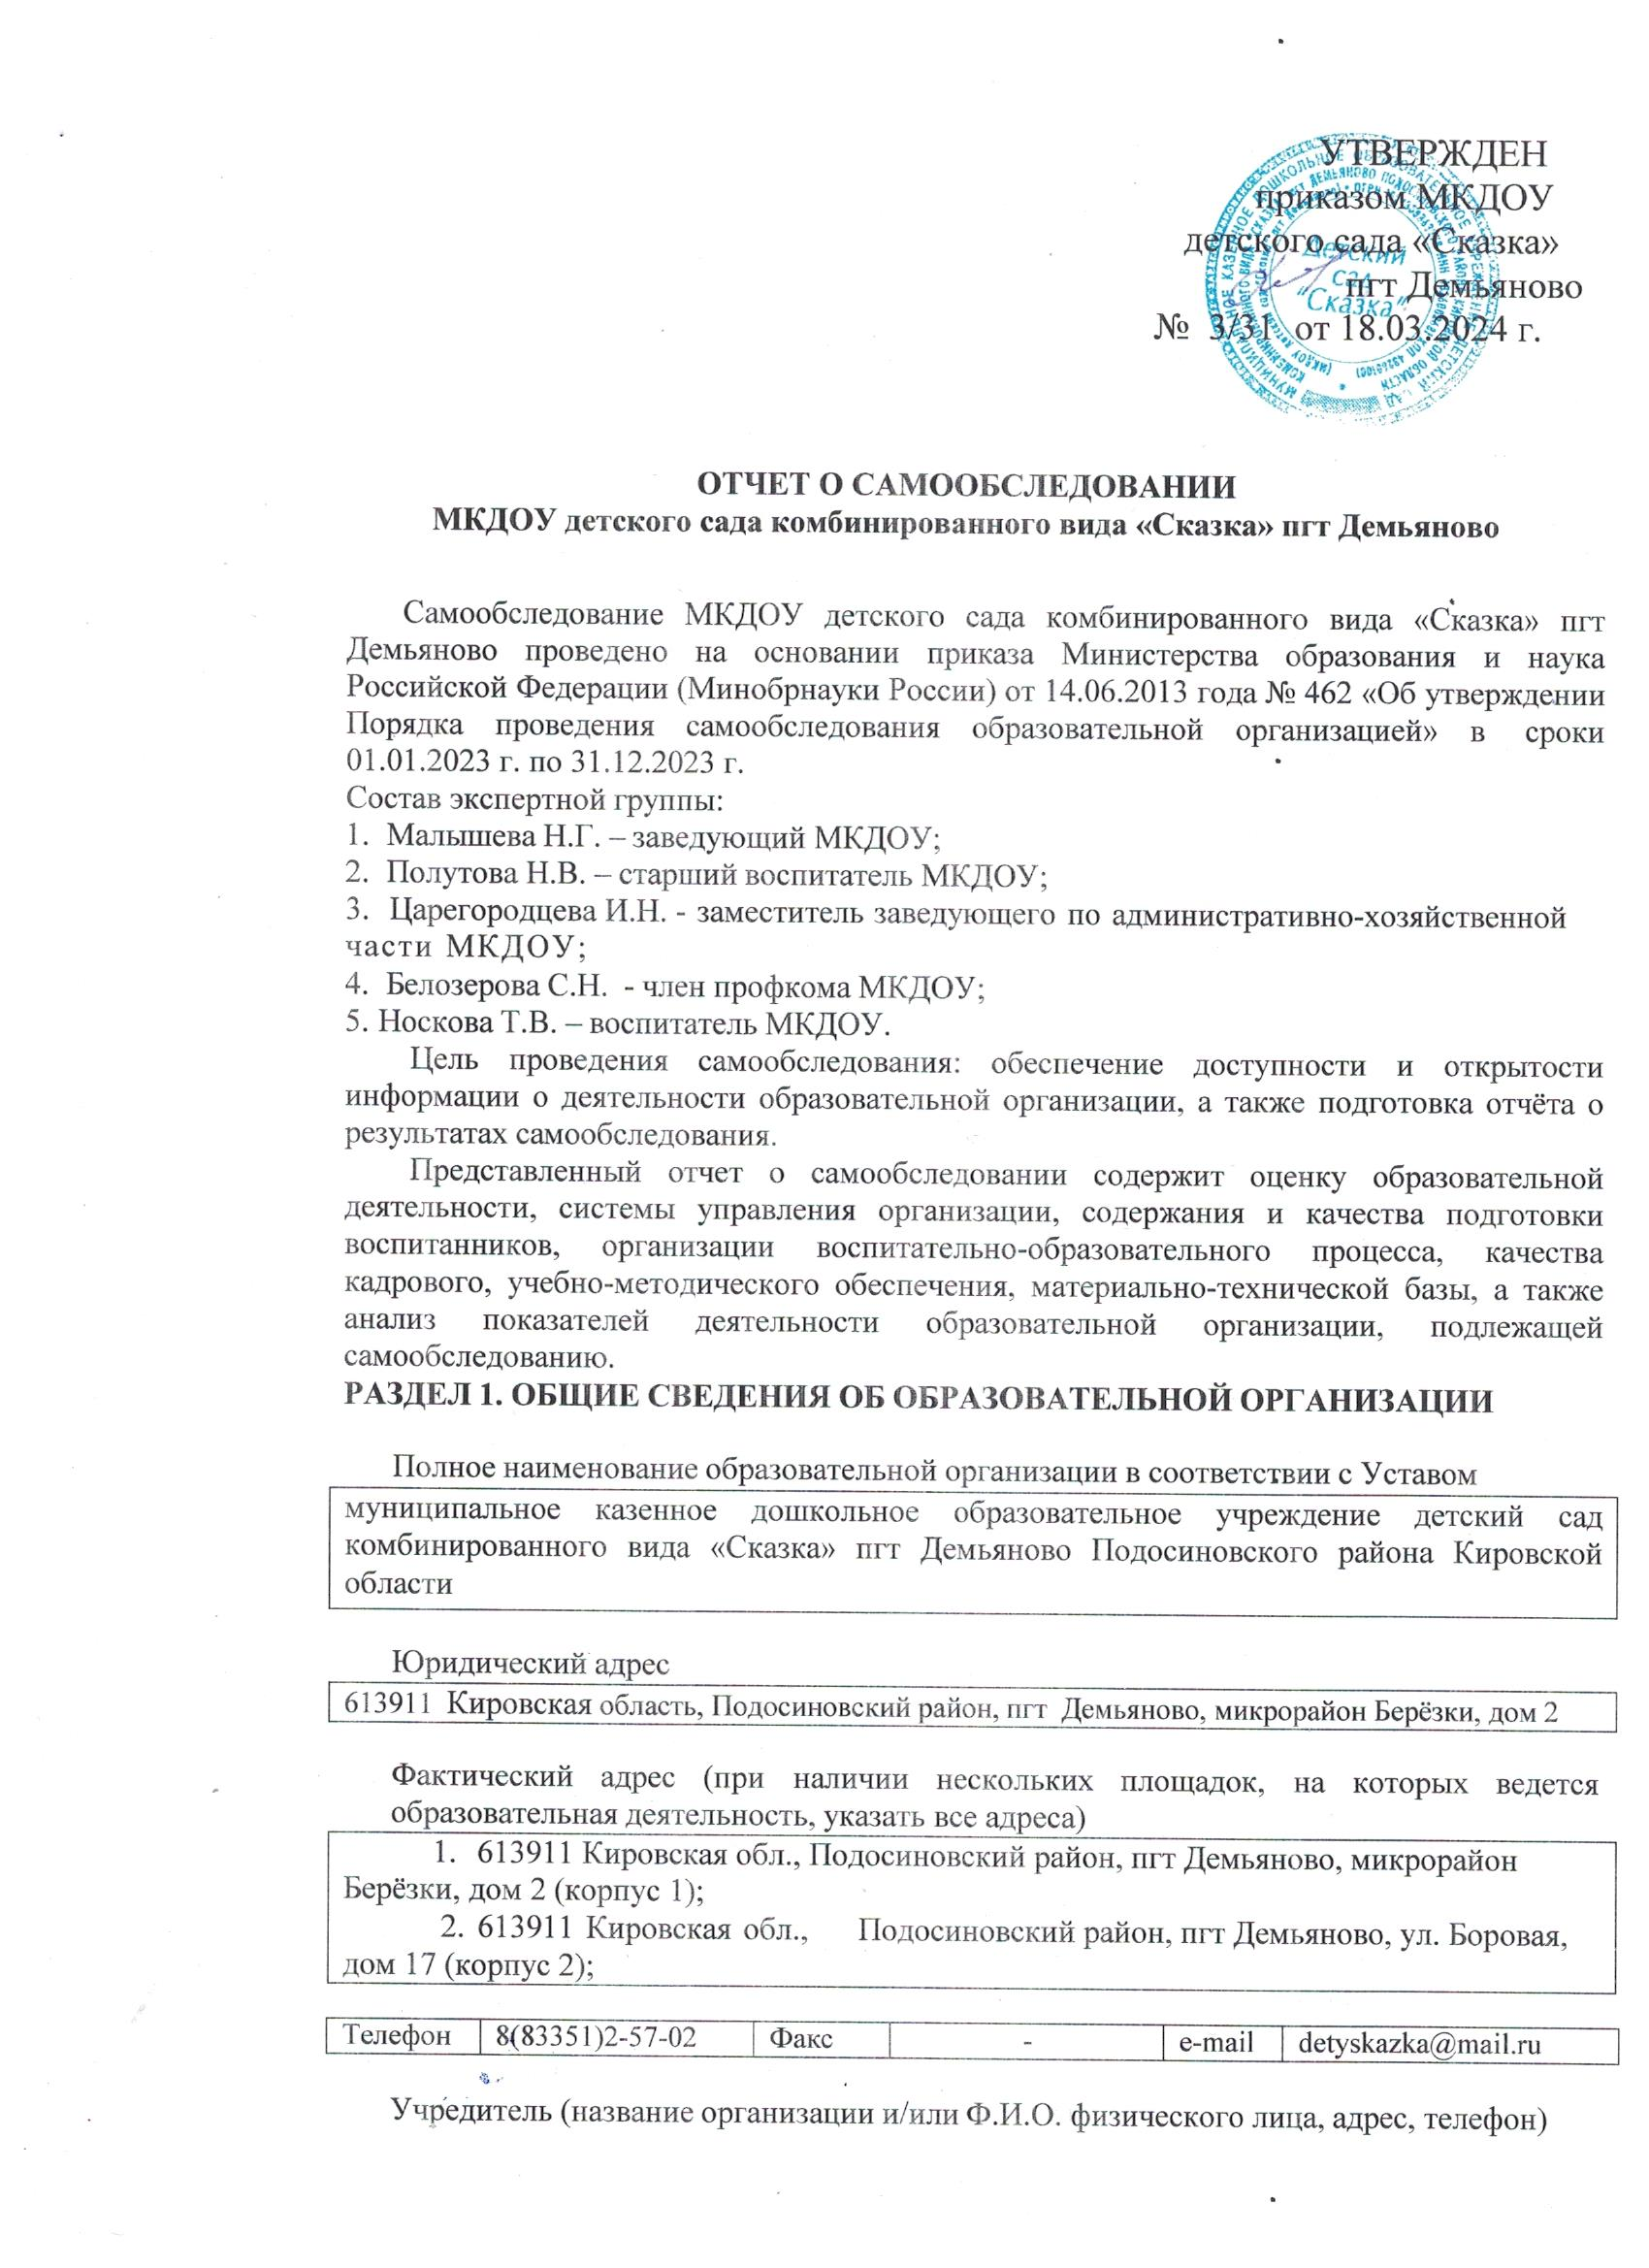 УТВЕРЖДЕН
приказом МКДОУ
детского сада «Сказка»
пгт Демьяново
№ 3/31 от 18.03.2024 г.
Детский
сад
"Сказка"
ОТЧЕТ О САМООБСЛЕДОВАНИИ
МКДОУ детского сада комбинированного вида «Сказка» пгт Демьяново
Самообследование МКДОУ детского сада комбинированного вида «Сказка» пгт
Демьяново проведено на основании приказа Министерства образования и наука
Российской Федерации (Минобрнауки России) от 14.06.2013 года № 462 «Об утверждении
Порядка проведения самообследования образовательной организацией» в сроки
01.01.2023 г. по 31.12.2023 г.
Состав экспертной группы:
1. Малышева Н.Г. – заведующий МКДОУ;
2. Полутова Н.В. – старший воспитатель МКДОУ;
3. Царегородцева И.Н. - заместитель заведующего по административно-хозяйственной
части МКДОУ;
4. Белозерова С.Н. - член профкома МКДОУ;
5. Носкова Т.В. – воспитатель МКДОУ.
Цель проведения самообследования: обеспечение доступности и открытости
информации о деятельности образовательной организации, а также подготовка отчёта о
результатах самообследования.
Представленный отчет о самообследовании содержит оценку образовательной
деятельности, системы управления организации, содержания и качества подготовки
воспитанников, организации воспитательно-образовательного процесса, качества
кадрового, учебно-методического обеспечения, материально-технической базы, а также
анализ показателей деятельности образовательной организации, подлежащей
самообследованию.
РАЗДЕЛ 1. ОБЩИЕ СВЕДЕНИЯ ОБ ОБРАЗОВАТЕЛЬНОЙ ОРГАНИЗАЦИИ
Полное наименование образовательной организации в соответствии с Уставом
муниципальное казенное дошкольное образовательное учреждение детский сад
комбинированного вида «Сказка» пгт Демьяново Подосиновского района Кировской
области
Юридический адрес
613911 Кировская область, Подосиновский район, пгт Демьяново, микрорайон Берёзки, дом 2
Фактический адрес (при наличии нескольких площадок, на которых ведется
образовательная деятельность, указать все адреса)
1. 613911 Кировская обл., Подосиновский район, пгт Демьяново, микрорайон
Берёзки, дом 2 (корпус 1);
2. 613911 Кировская обл., Подосиновский район, пгт Демьяново, ул. Боровая,
дом 17 (корпус 2);
Телефон 8(83351)2-57-02 Факс - e-mail detyskazka@mail.ru
Учредитель (название организации и/или Ф.И.О. физического лица, адрес, телефон)